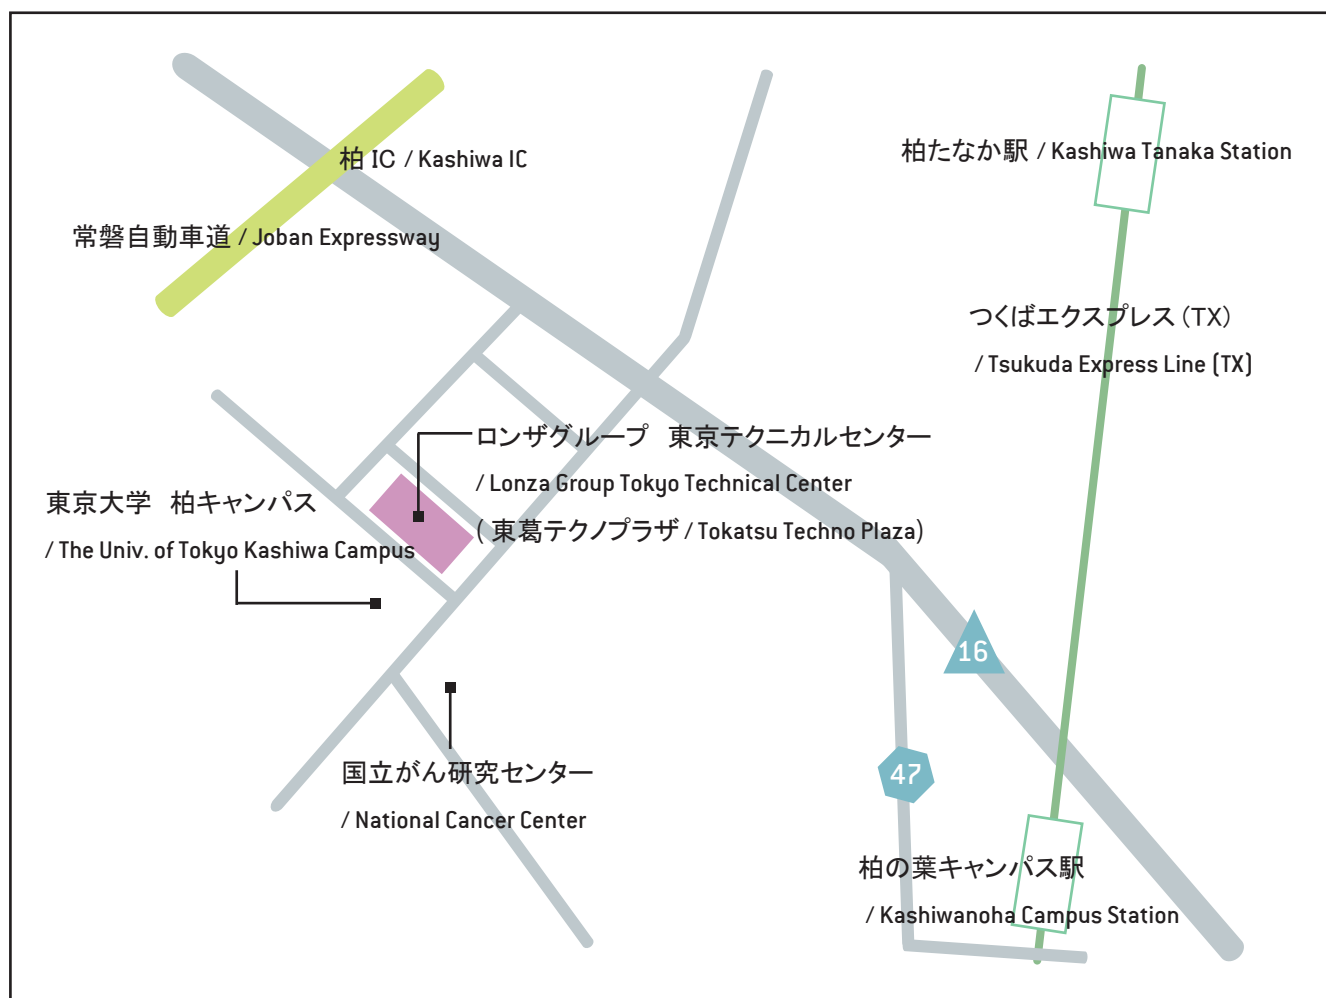 柏 IC / Kashiwa IC
柏たなか駅 / Kashiwa Tanaka Station
常磐自動車道 / Joban Expressway
つくばエクスプレス (TX)
/ Tsukuda Express Line (TX)
ロンザグループ　東京テクニカルセンター
/ Lonza Group Tokyo Technical Center
( 東葛テクノプラザ / Tokatsu Techno Plaza)
東京大学　柏キャンパス
/ The Univ. of Tokyo Kashiwa Campus
16
47
国立がん研究センター
/ National Cancer Center
柏の葉キャンパス駅
/ Kashiwanoha Campus Station